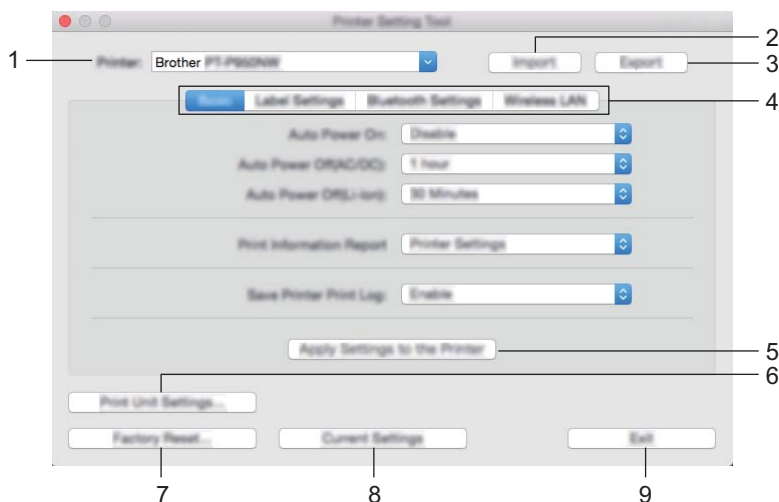 Printer Setting Tool
2
1 Printer: Brother PT-P950NW Import Export 3
Basic Label Settings Bluetooth Settings Wireless LAN 4
Auto Power On: Disable
Auto Power Off(AC/DC): 1 hour
Auto Power Off(Li-ion): 30 Minutes
Print Information Report Printer Settings
Save Printer Print Log: Enable
Apply Settings to the Printer 5
6
Print Unit Settings...
Factory Reset... Current Settings Exit
7 8 9